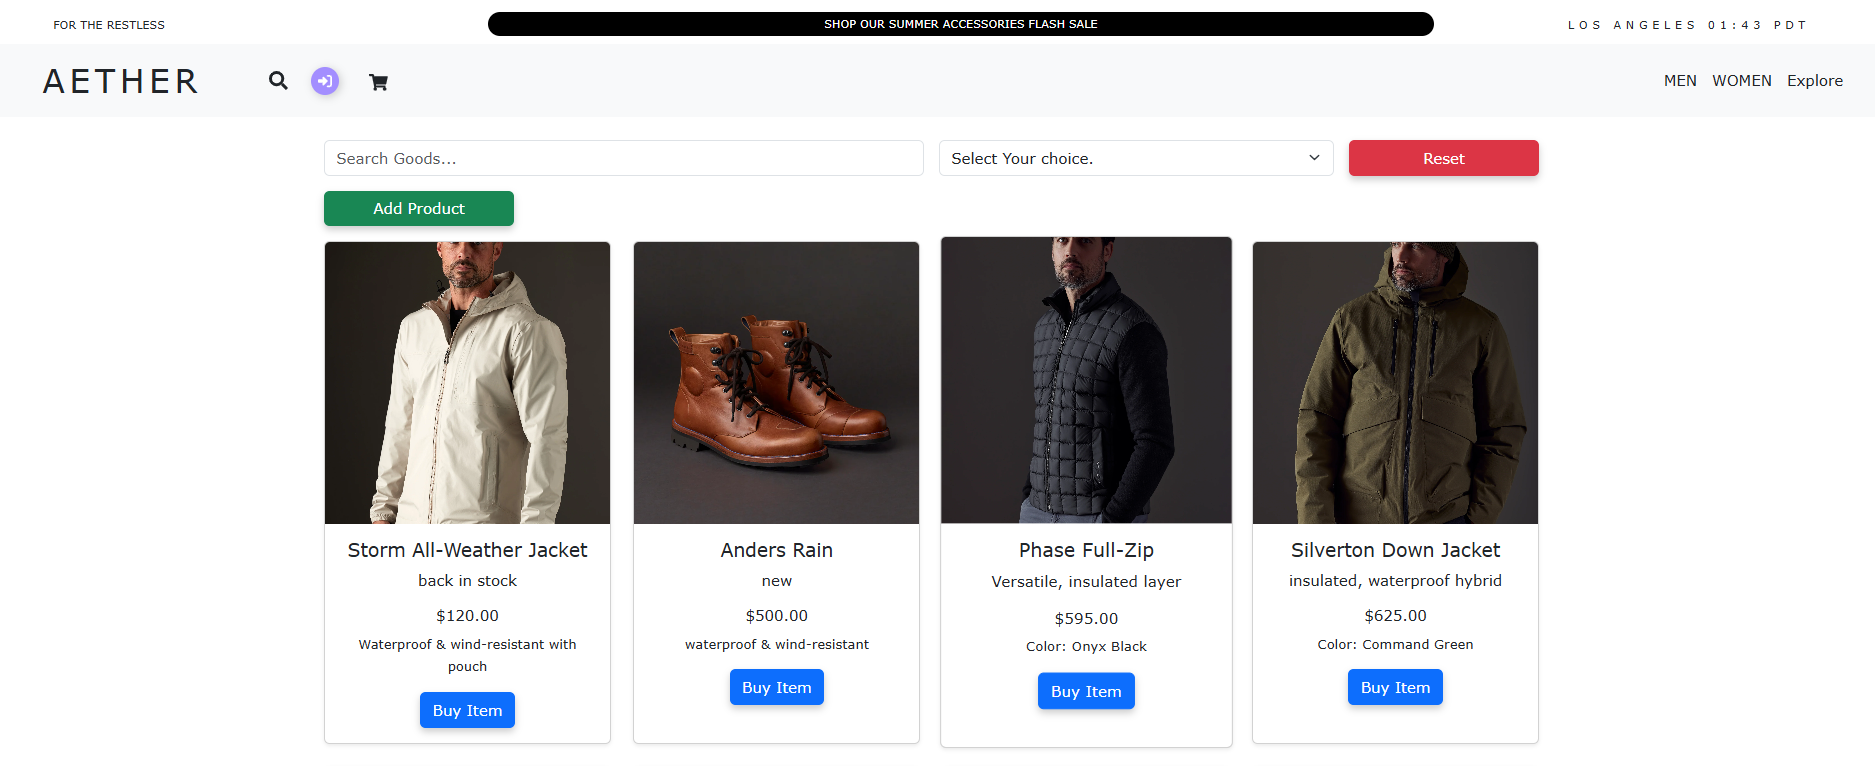 FOR THE RESTLESS
SHOP OUR SUMMER ACCESSORIES FLASH SALE
LOS ANGELES 01:43 PDT
AETHER
MEN WOMEN Explore
Search Goods...
Select Your choice.
Reset
Add Product
Storm All-Weather Jacket
back in stock
$120.00
Waterproof & wind-resistant with
pouch
Buy Item
Anders Rain
new
$500.00
waterproof & wind-resistant
Buy Item
Phase Full-Zip
Versatile, insulated layer
$595.00
Color: Onyx Black
Buy Item
Silverton Down Jacket
insulated, waterproof hybrid
$625.00
Color: Command Green
Buy Item